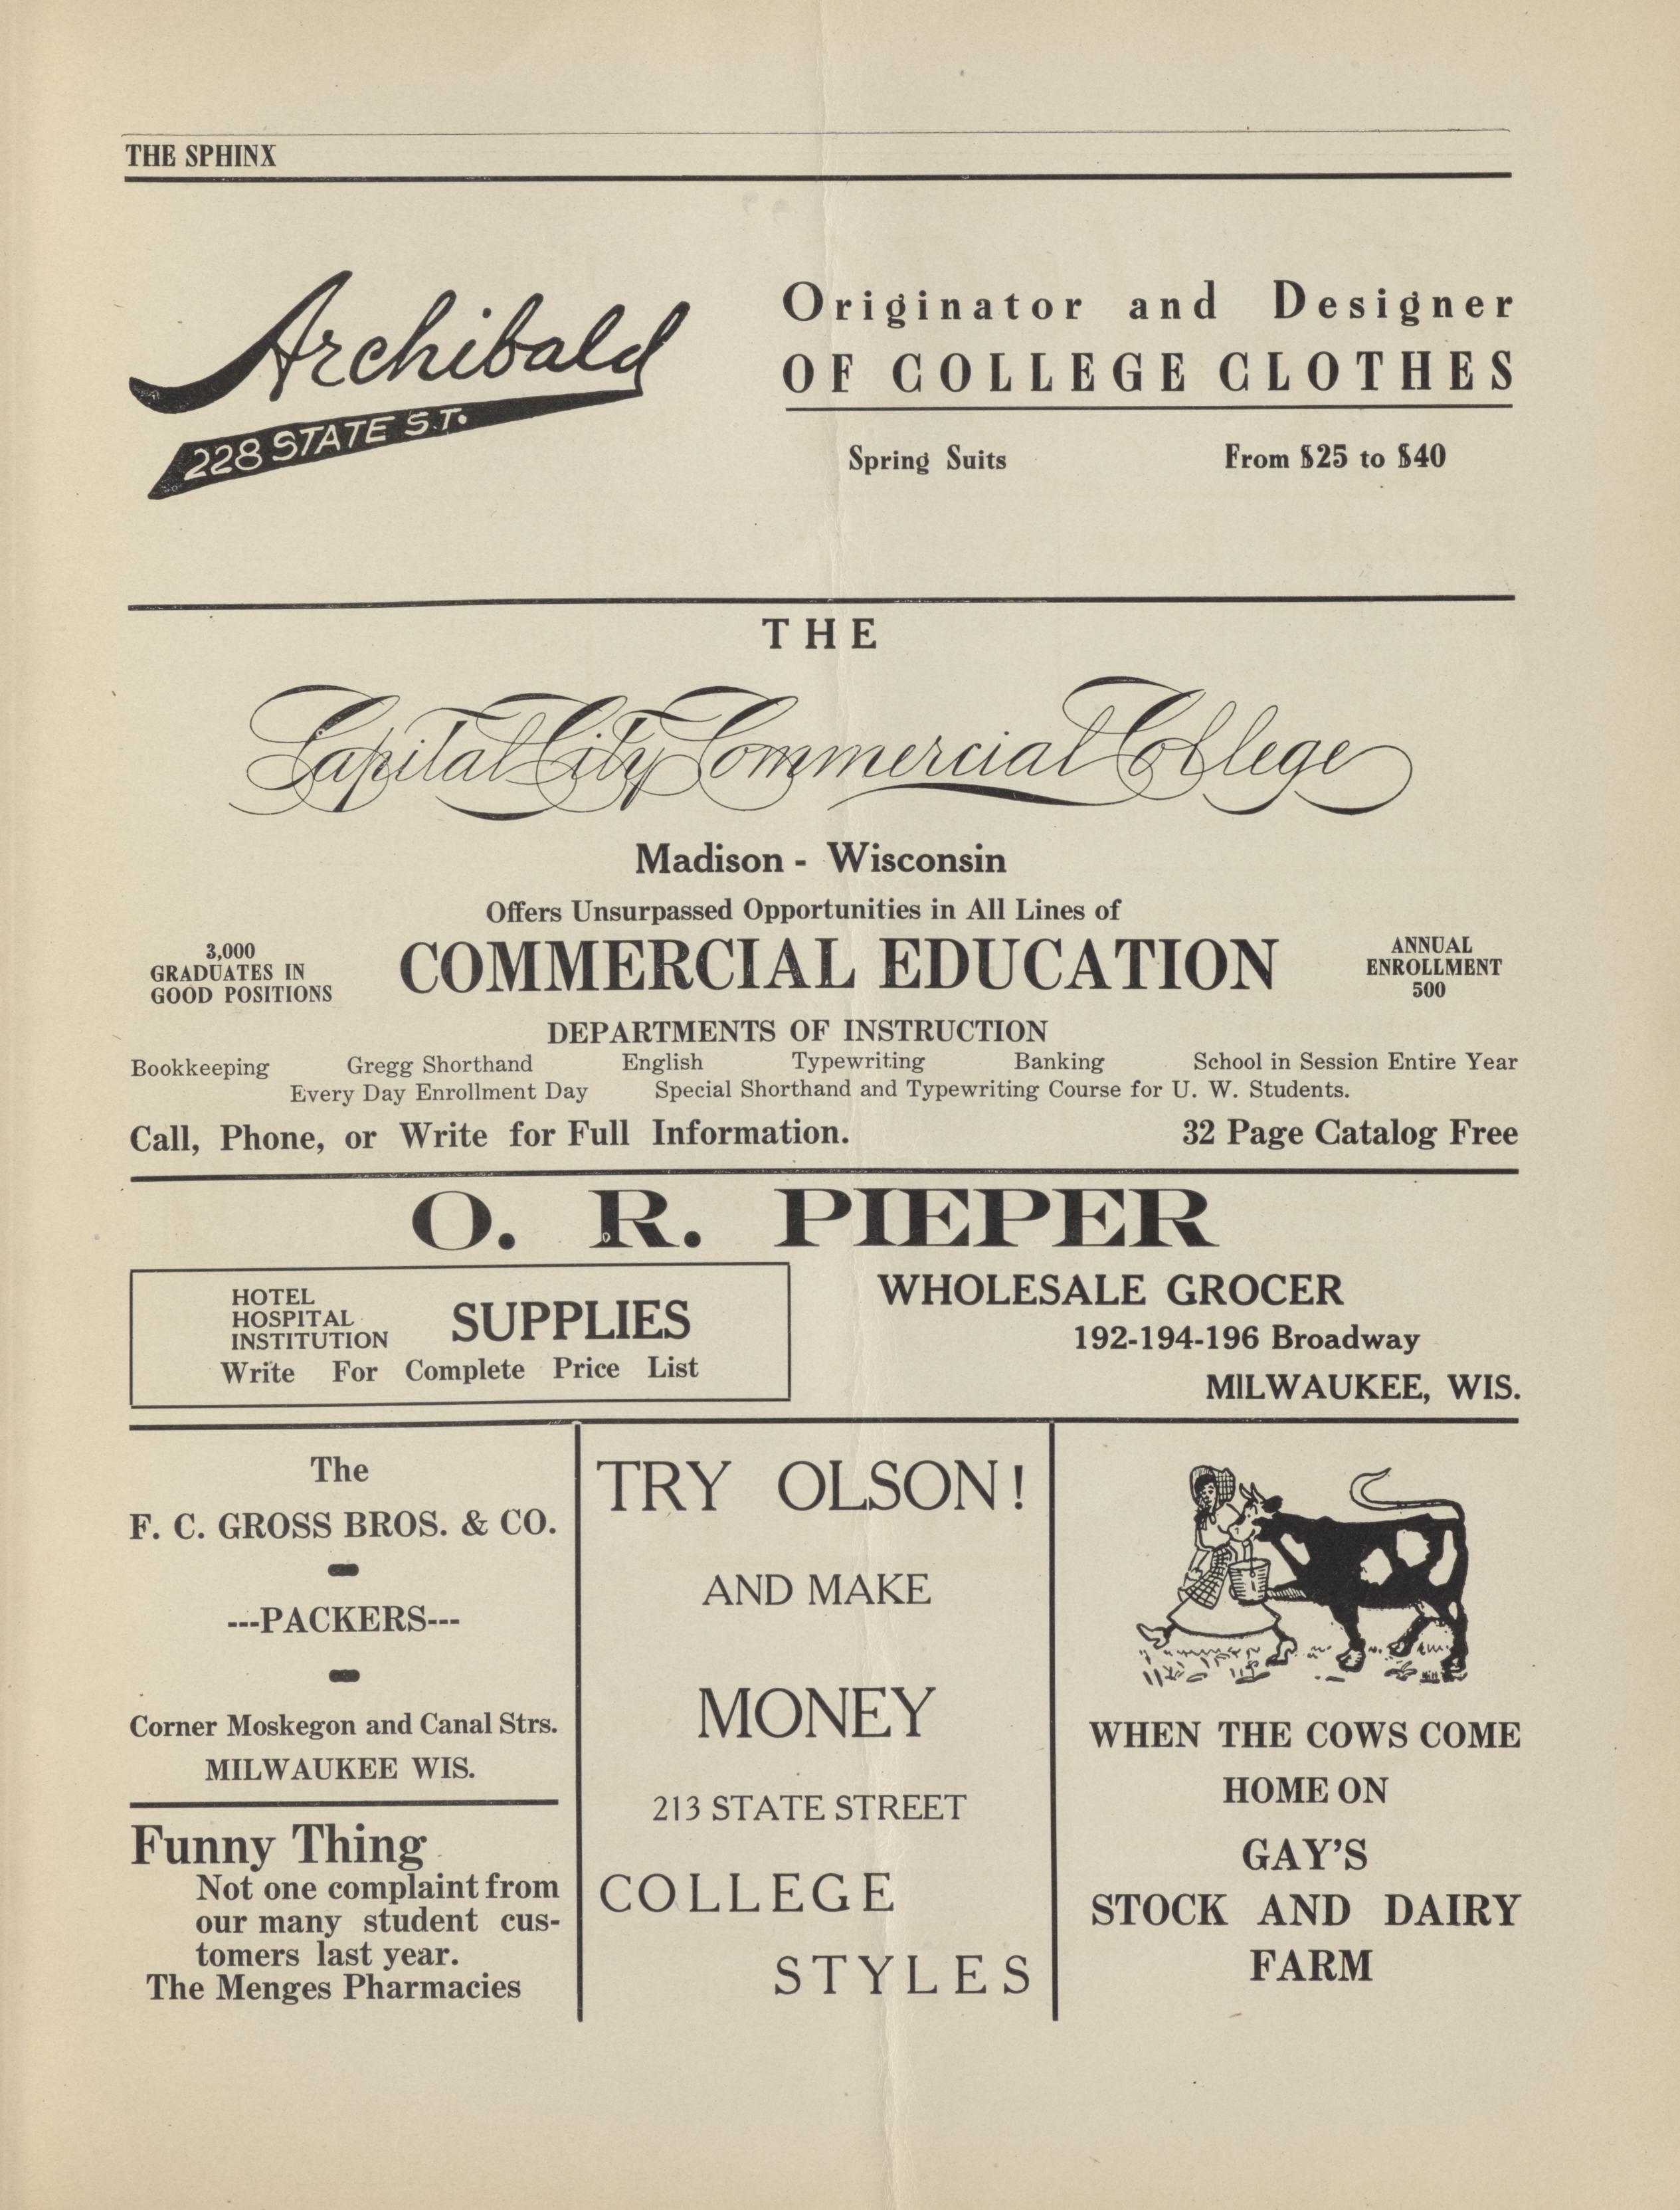 THE SPHINX
Archibald
228 STATE ST.
Originator and Designer
OF COLLEGE CLOTHES
Spring Suits From $25 to $40
THE
Capital City Commercial College
Madison - Wisconsin
Offers Unsurpassed Opportunities in All Lines of
3,000
GRADUATES IN
GOOD POSITIONS
COMMERCIAL EDUCATION
ANNUAL
ENROLLMENT
500
DEPARTMENTS OF INSTRUCTION
Bookkeeping Gregg Shorthand English Typewriting Banking School in Session Entire Year
Every Day Enrollment Day Special Shorthand and Typewriting Course for U. W. Students.
Call, Phone, or Write for Full Information. 32 Page Catalog Free
O. R. PIEPER
HOTEL
HOSPITAL
INSTITUTION
SUPPLIES
Write For Complete Price List
WHOLESALE GROCER
192-194-196 Broadway
MILWAUKEE, WIS.
The
F. C. GROSS BROS. & CO.
---PACKERS---
Corner Moskegon and Canal Strs.
MILWAUKEE WIS.
Funny Thing
Not one complaint from
our many student cus-
tomers last year.
The Menges Pharmacies
TRY OLSON!
AND MAKE
MONEY
213 STATE STREET
COLLEGE
STYLES
WHEN THE COWS COME
HOME ON
GAY'S
STOCK AND DAIRY
FARM